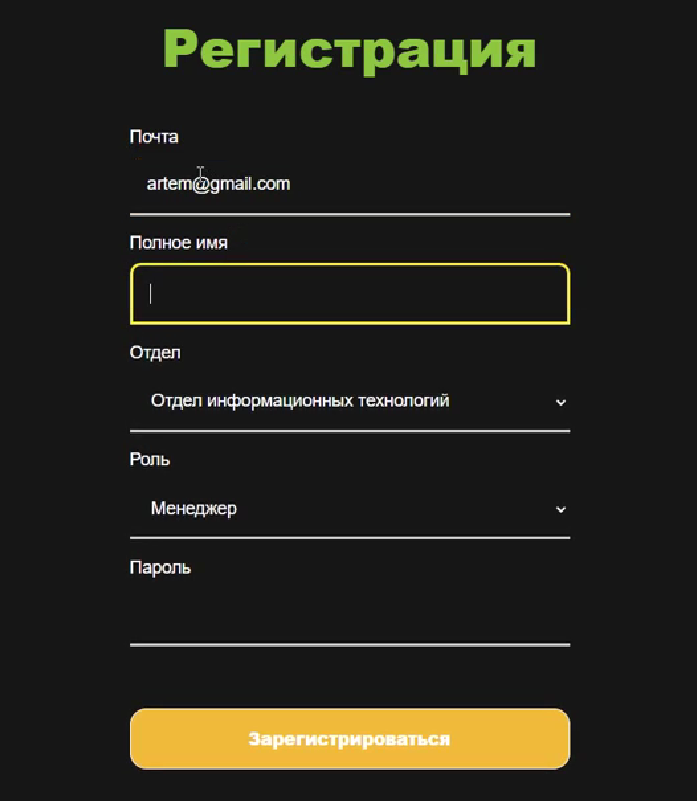 Регистрация
Почта
artem@gmail.com
Полное имя
Отдел
Отдел информационных технологий
Роль
Менеджер
Пароль
Зарегистрироваться